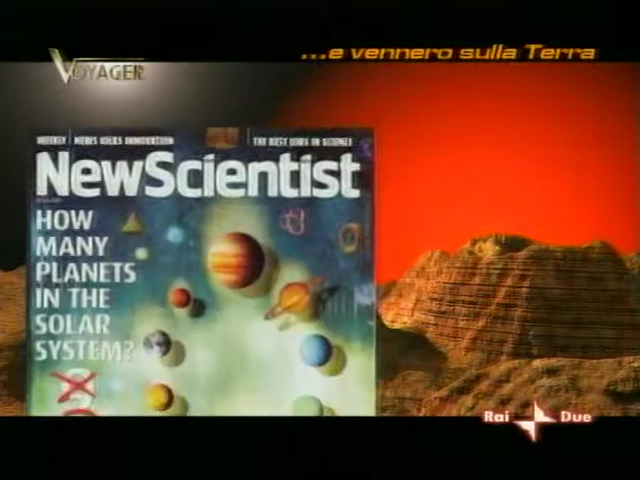 ...e vennero sulla Terra
VOYAGER
WEEKLY NEWS IDEAS INNOVATION THE BEST JOBS IN SCIENCE
NewScientist
HOW
MANY
PLANETS
IN THE
SOLAR
SYSTEM?
Rai Due